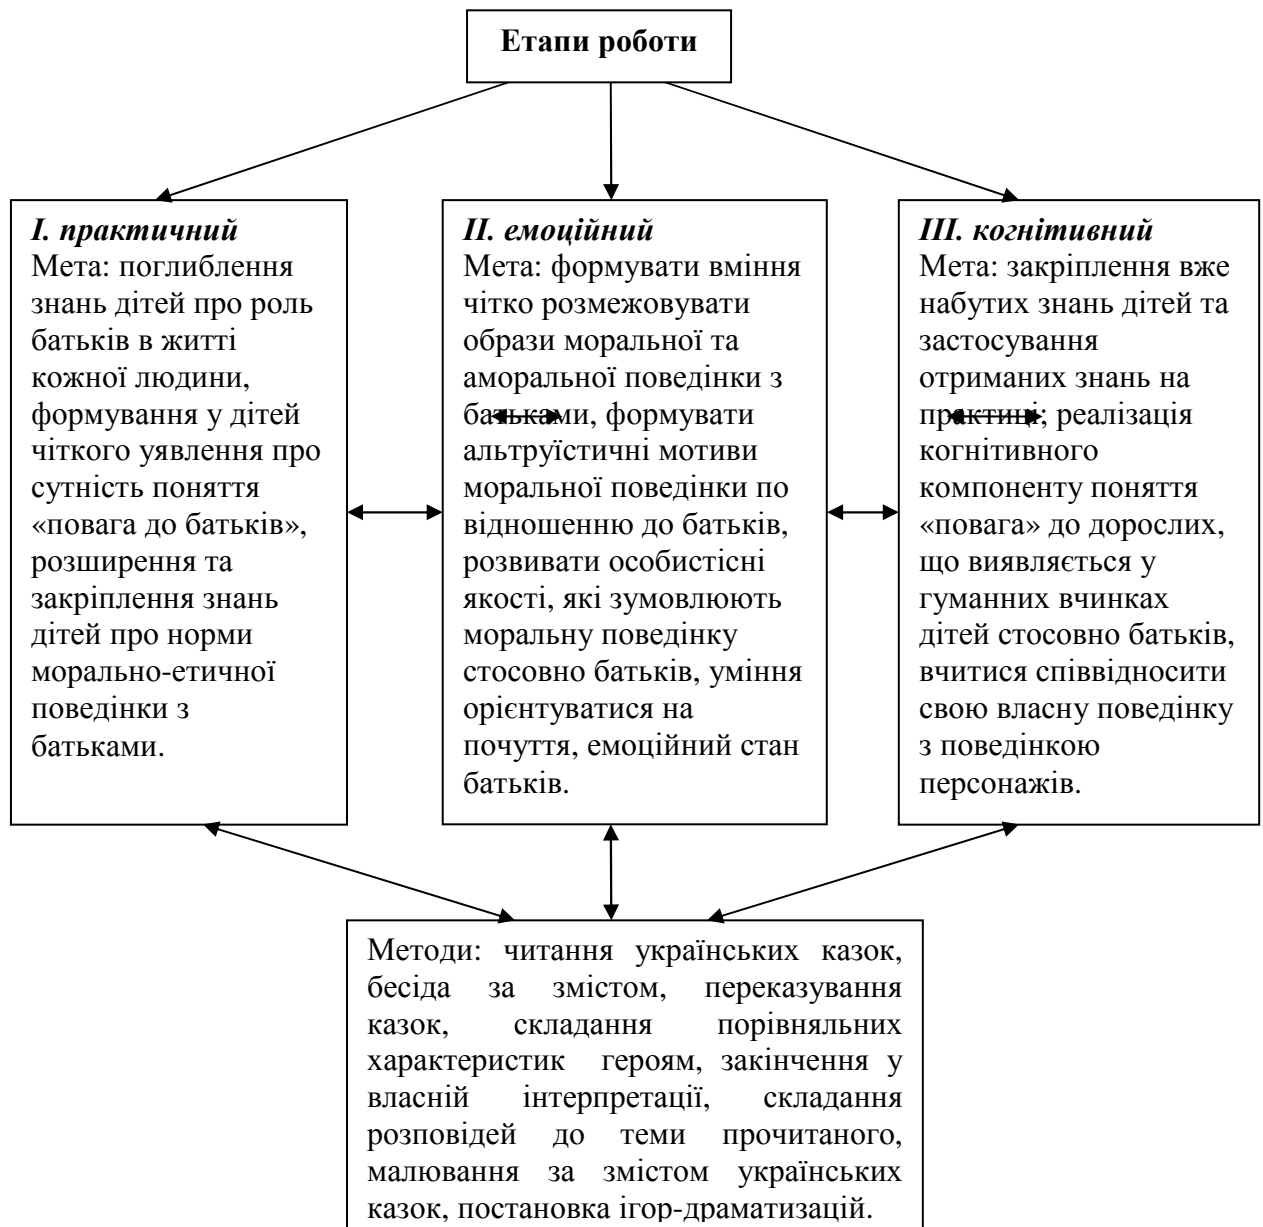 Етапи роботи
І. практичний
Мета: поглиблення
знань дітей про роль
батьків в житті
кожної людини,
формування у дітей
чіткого уявлення про
сутність поняття
«повага до батьків»,
розширення та
закріплення знань
дітей про норми
морально-етичної
поведінки з
батьками.
ІІ. емоційний
Мета: формувати вміння
чітко розмежовувати
образи моральної та
аморальної поведінки з
батьками, формувати
альтруїстичні мотиви
моральної поведінки по
відношенню до батьків,
розвивати особистісні
якості, які зумовлюють
моральну поведінку
стосовно батьків, уміння
орієнтуватися на
почуття, емоційний стан
батьків.
ІІІ. когнітивний
Мета: закріплення вже
набутих знань дітей та
застосування
отриманих знань на
практиці; реалізація
когнітивного
компоненту поняття
«повага» до дорослих,
що виявляється у
гуманних вчинках
дітей стосовно батьків,
вчитися співвідносити
свою власну поведінку
з поведінкою
персонажів.
Методи: читання українських казок,
бесіда за змістом, переказування
казок, складання порівняльних
характеристик героям, закінчення у
власній інтерпретації, складання
розповідей до теми прочитаного,
малювання за змістом українських
казок, постановка ігор-драматизацій.